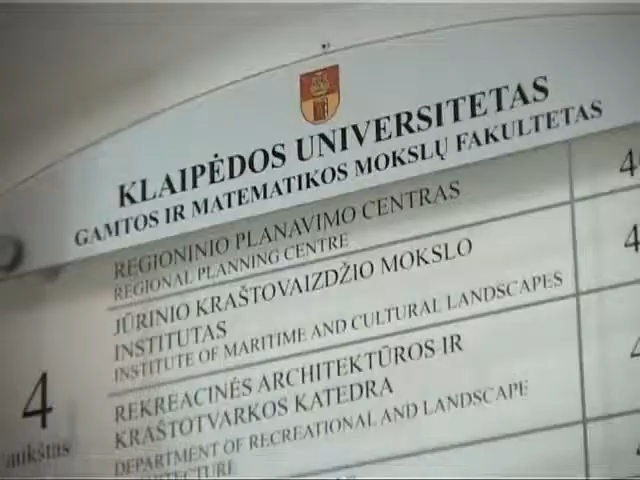 KLAIPĖDOS UNIVERSITETAS
GAMTOS IR MATEMATIKOS MOKSLŲ FAKULTETAS
REGIONINIO PLANAVIMO CENTRAS
REGIONAL PLANNING CENTRE
4
JŪRINIO KRAŠTOVAIZDŽIO MOKSLO
INSTITUTAS
INSTITUTE OF MARITIME AND CULTURAL LANDSCAPES
4
4
aukštas
REKREACINĖS ARCHITEKTŪROS IR
KRAŠTOTVARKOS KATEDRA
DEPARTMENT OF RECREATIONAL AND LANDSCAPE